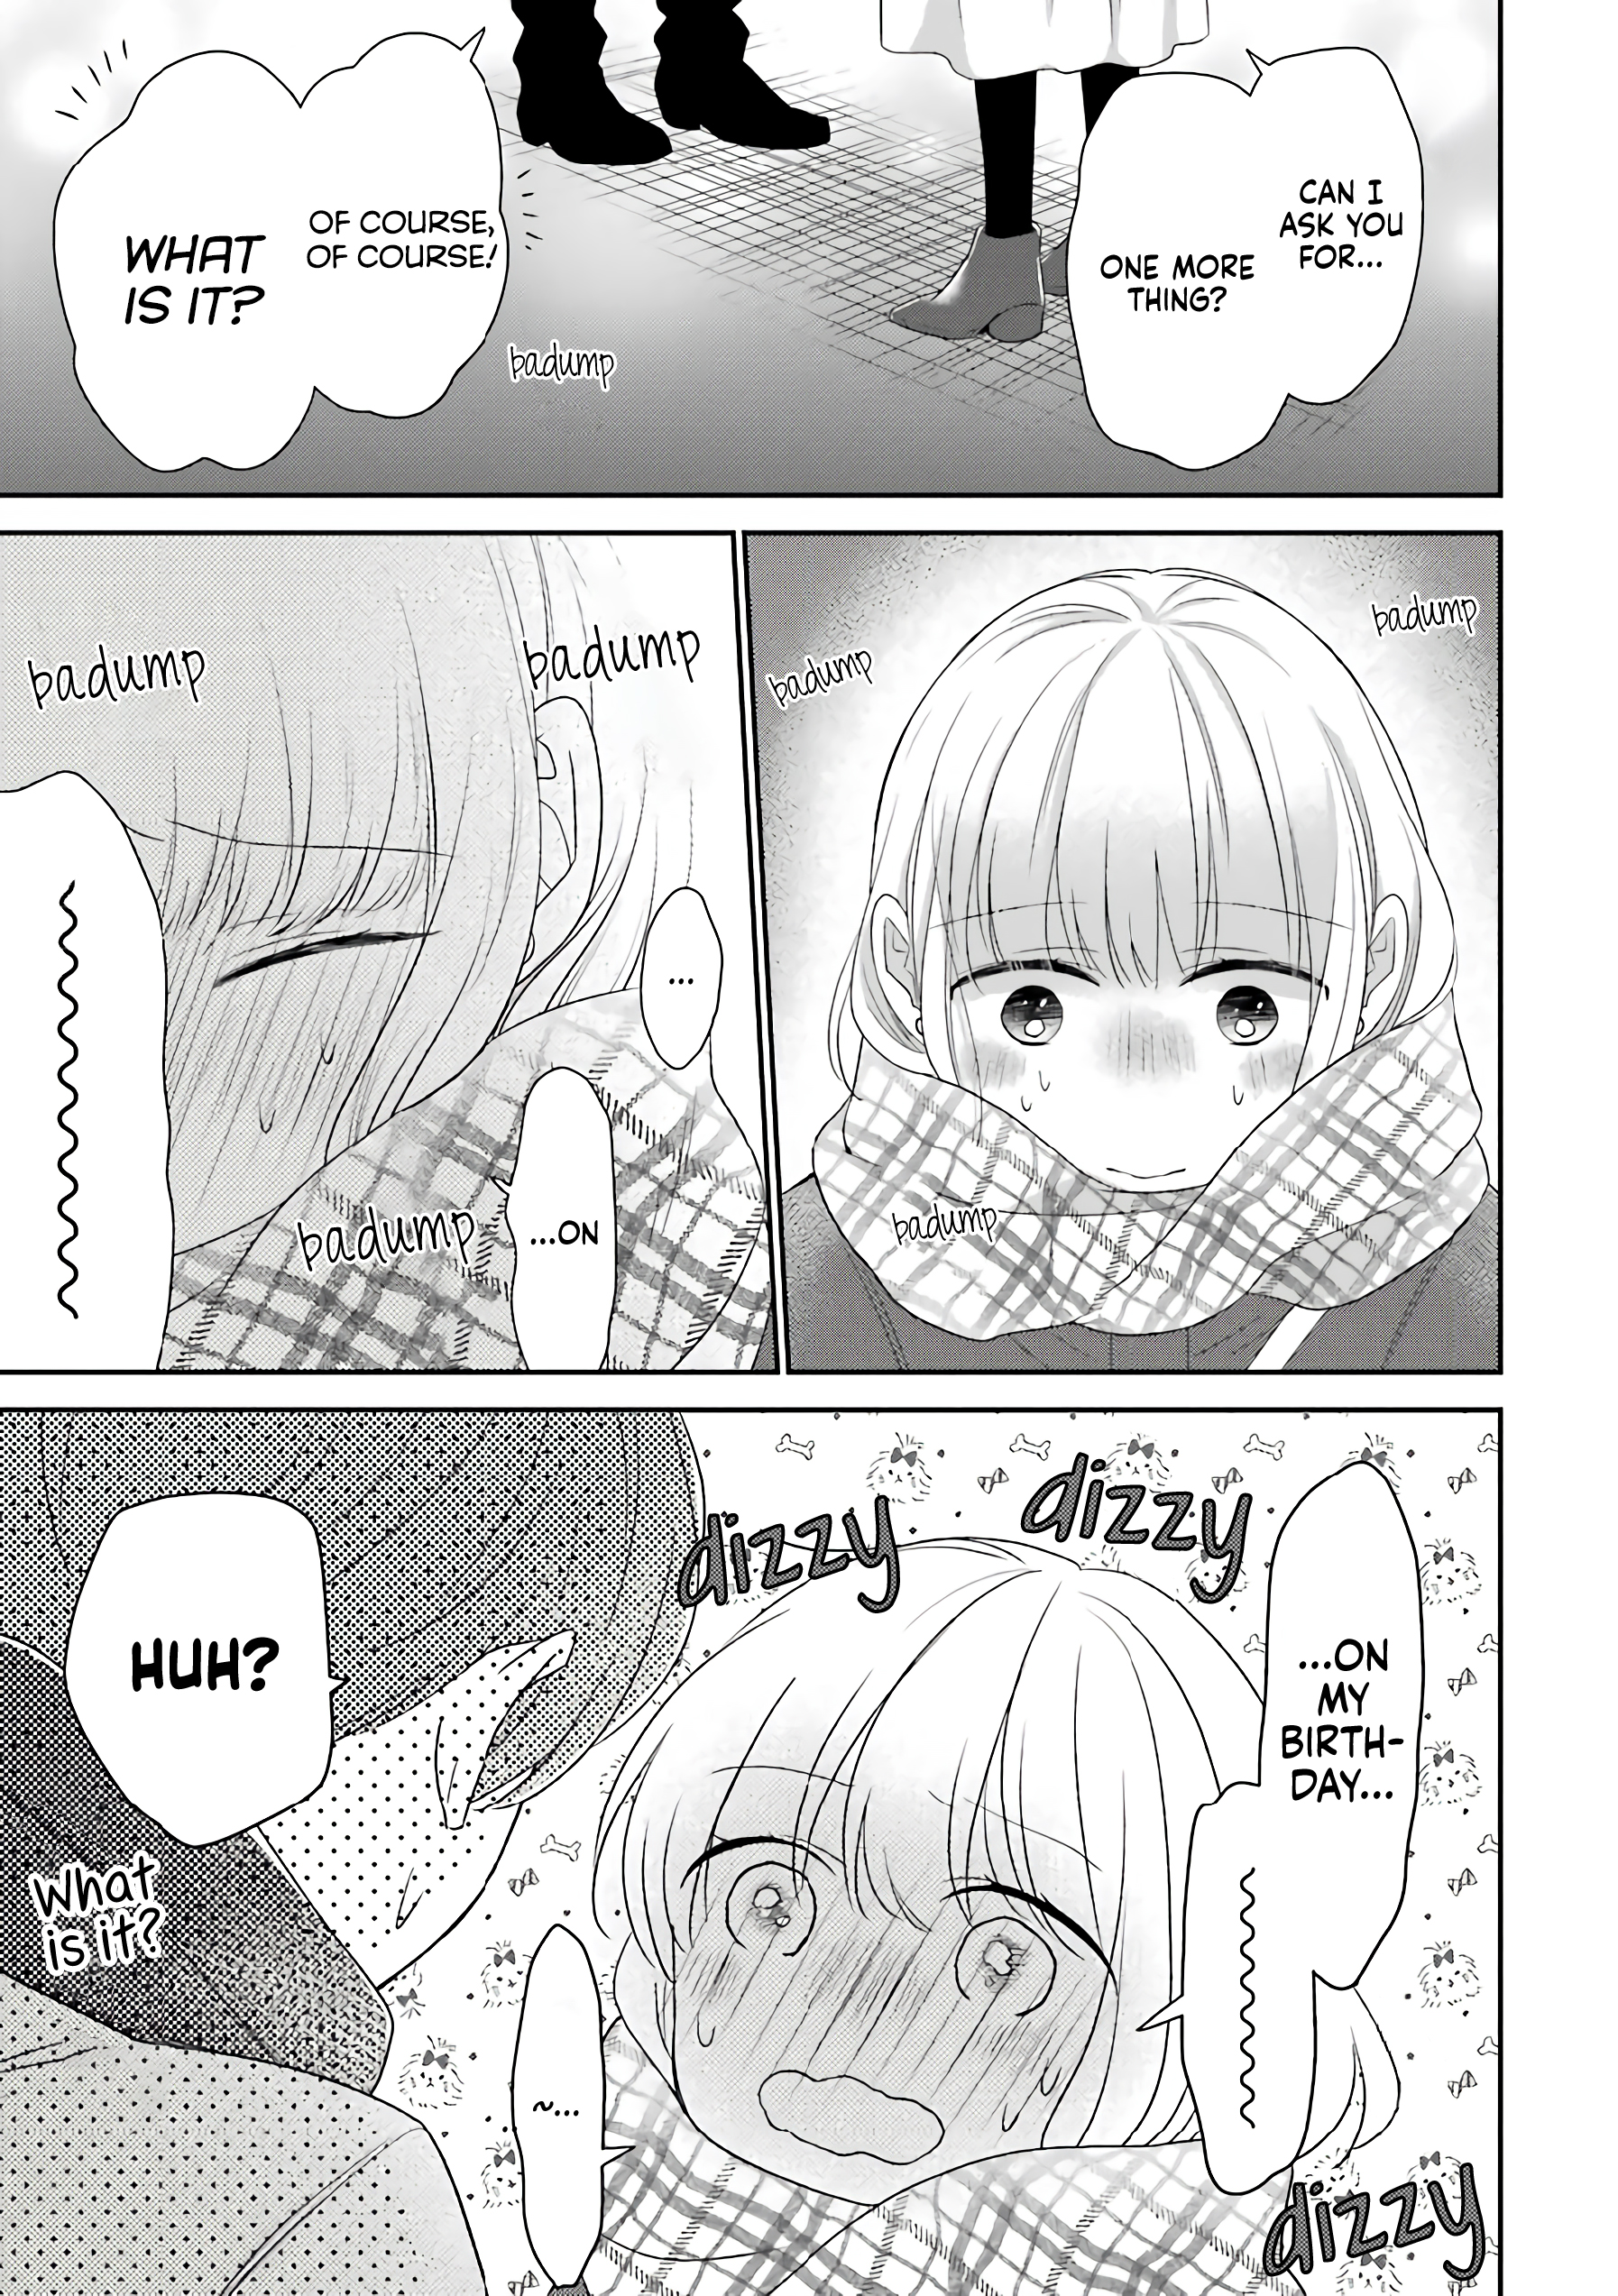 CAN I
ASK YOU
FOR...
ONE MORE
THING?
OF COURSE,
OF COURSE!
WHAT
IS IT?
badump
badump
badump
badump
badump
badump
...
...ON
badump
...ON
MY
BIRTH-
DAY...
dizzy
dizzy
HUH?
What
is it?
~...
dizzy